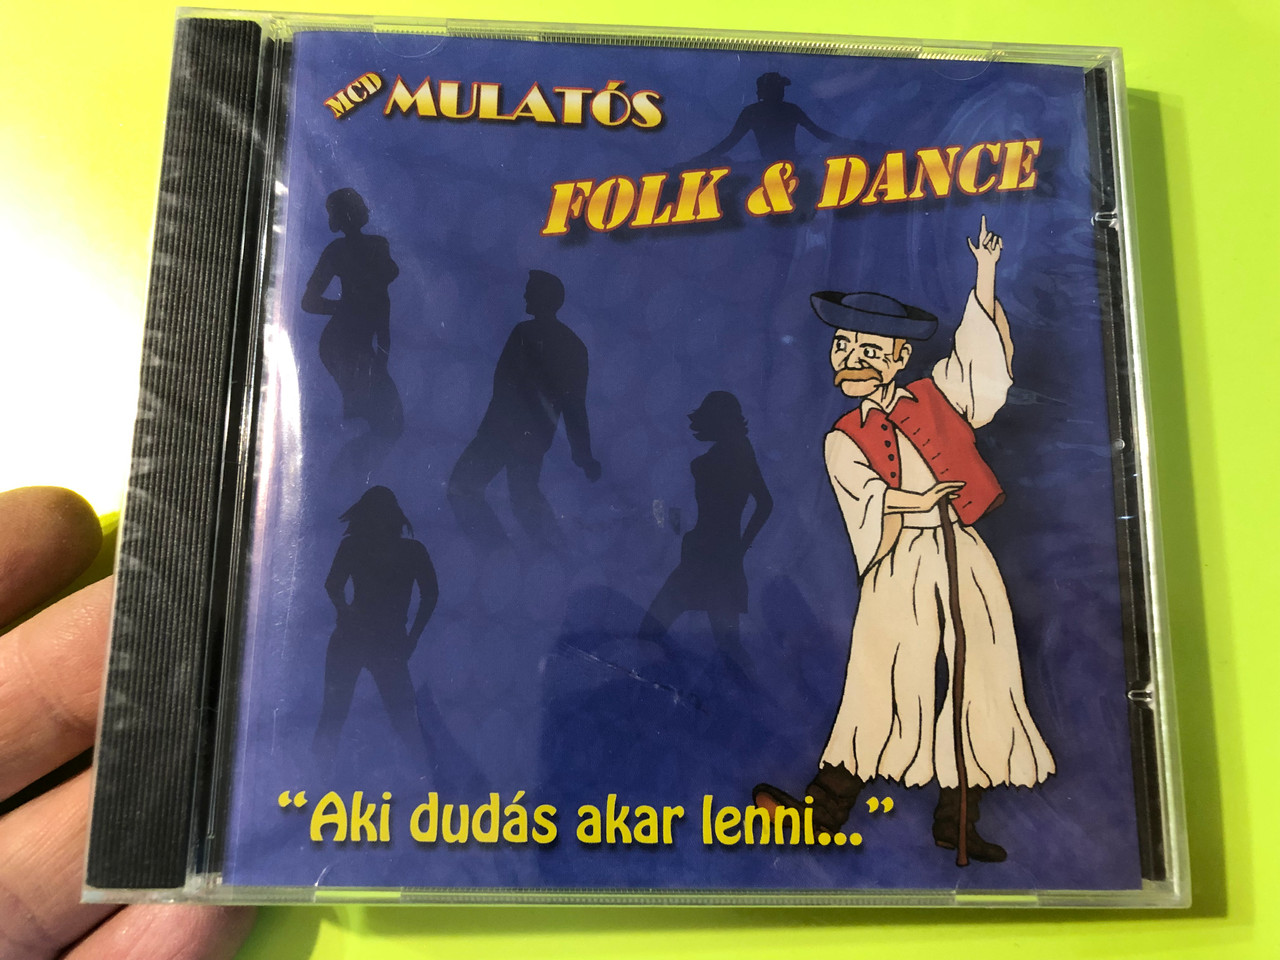 MCD MULATÓS
FOLK & DANCE
“Aki dudás akar lenni...”